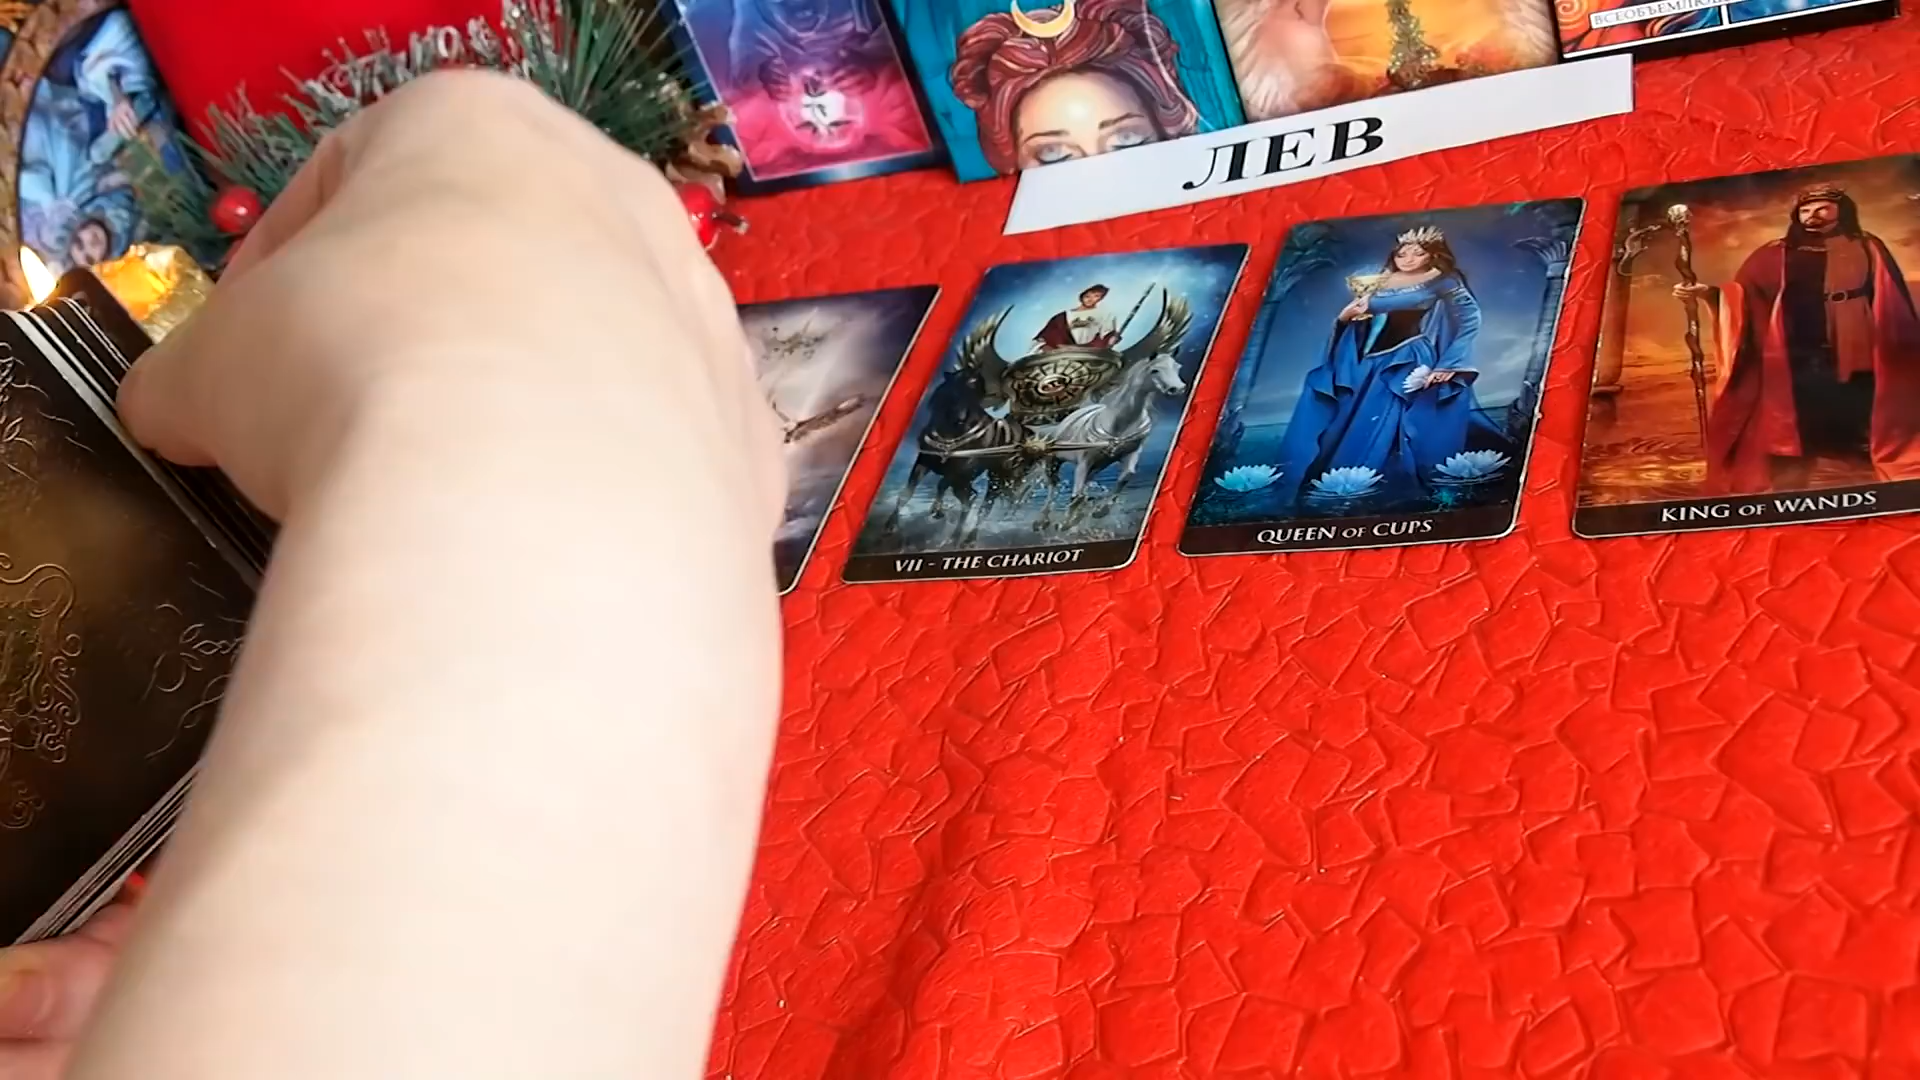 ЛЕВ
VII - THE CHARIOT
QUEEN OF CUPS
KING OF WANDS